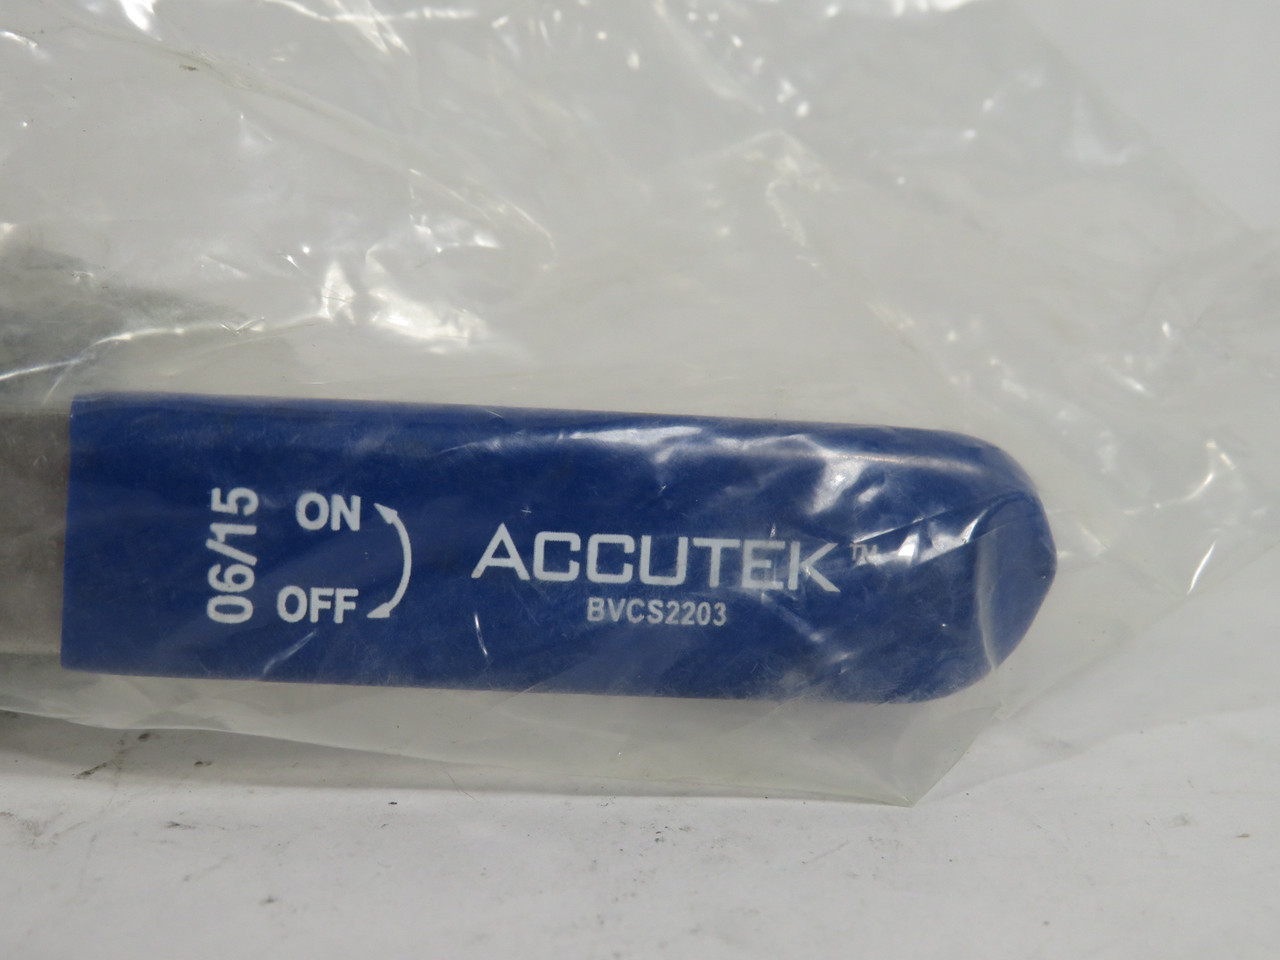 06/15
ON
OFF
ACCUTEK™
BVCS2203